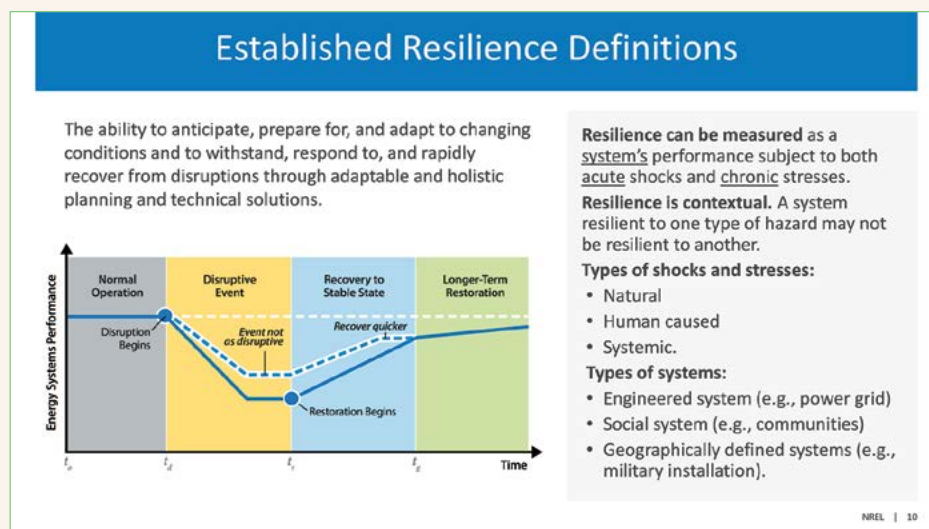 Established Resilience Definitions
The ability to anticipate, prepare for, and adapt to changing
conditions and to withstand, respond to, and rapidly
recover from disruptions through adaptable and holistic
planning and technical solutions.
Energy Systems Performance
Normal
Operation
Disruptive
Event
Recovery to
Stable State
Longer-Term
Restoration
Disruption
Begins
Event not
as disruptive
Recover quicker
Restoration Begins
Time
Resilience can be measured as a
system's performance subject to both
acute shocks and chronic stresses.
Resilience is contextual. A system
resilient to one type of hazard may not
be resilient to another.
Types of shocks and stresses:
• Natural
• Human caused
• Systemic.
Types of systems:
• Engineered system (e.g., power grid)
• Social system (e.g., communities)
• Geographically defined systems (e.g.,
military installation).
NREL | 10